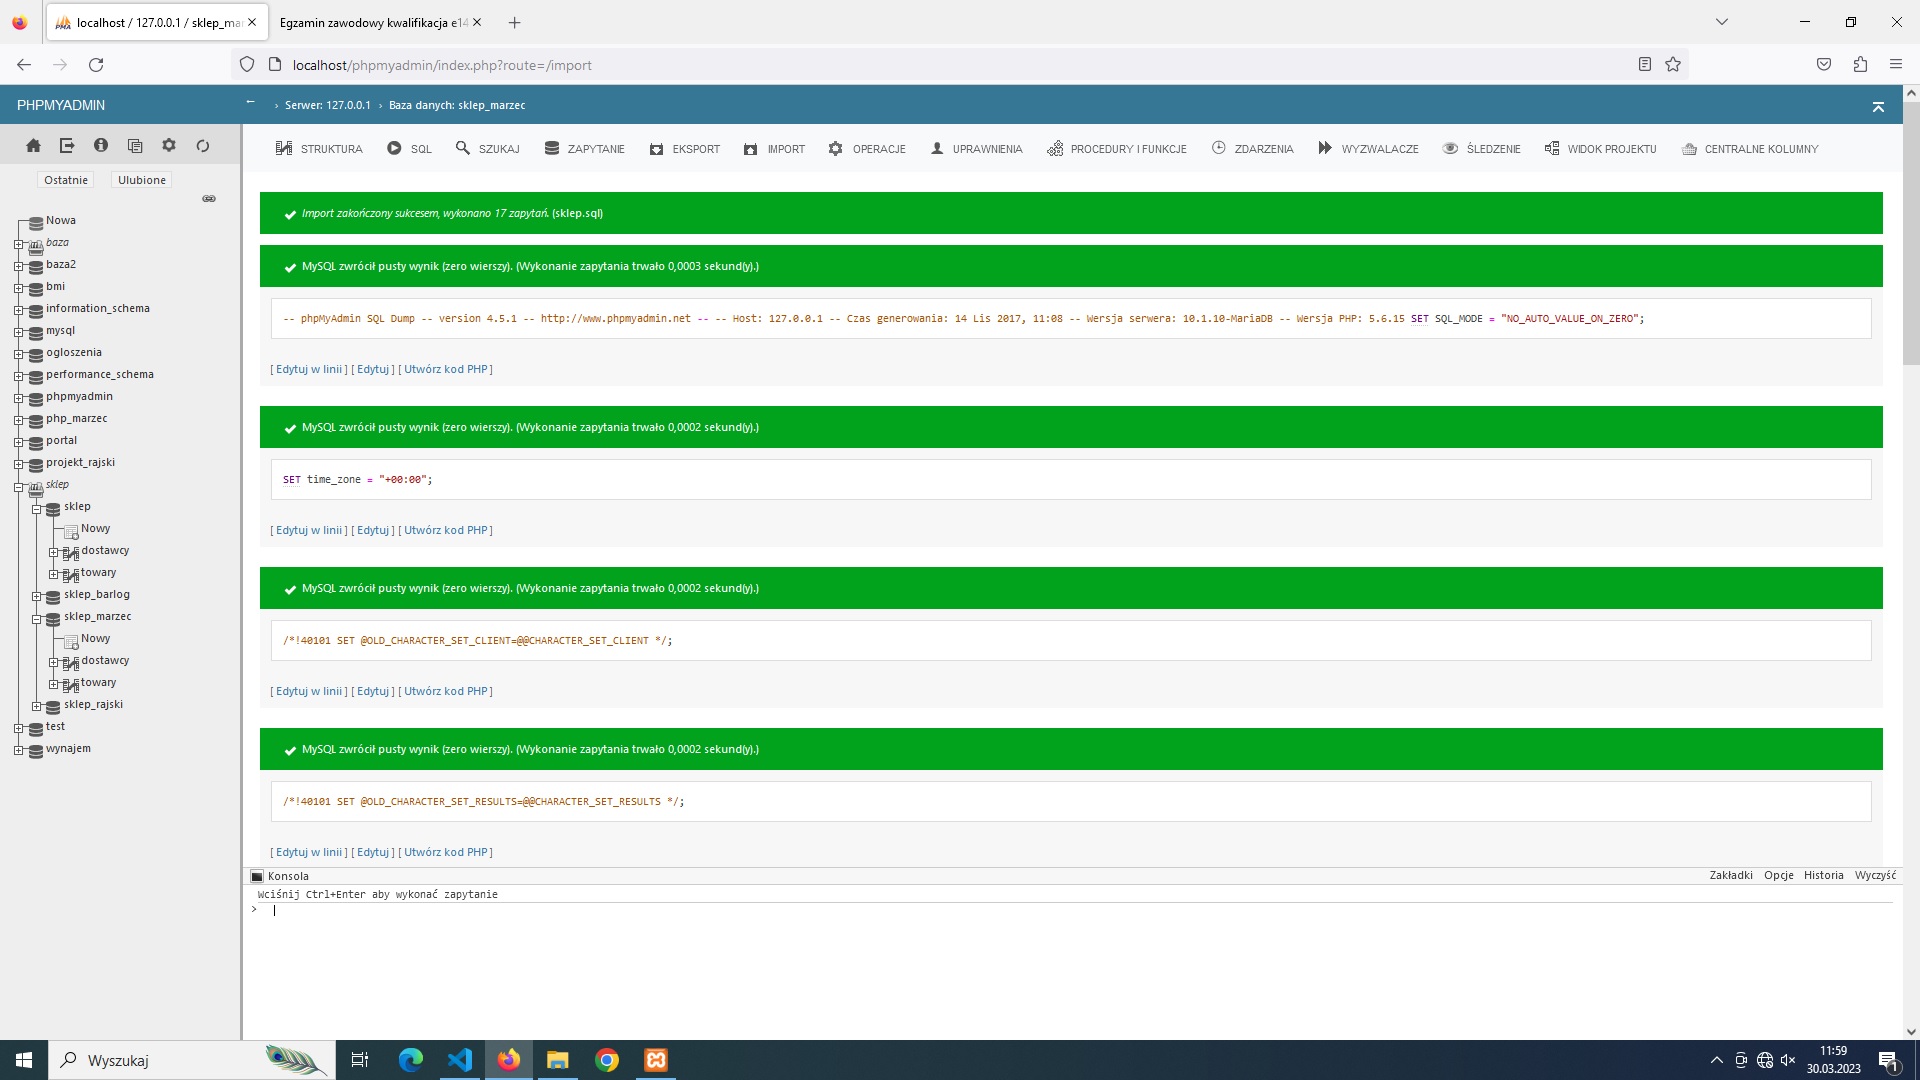 localhost / 127.0.0.1 / sklep_mar
Egzamin zawodowy kwalifikacja e14
localhost/phpmyadmin/index.php?route=/import
PHPMYADMIN
Serwer: 127.0.0.1 › Baza danych: sklep_marzec
STRUKTURA SQL SZUKAJ ZAPYTANIE EKSPORT IMPORT OPERACJE UPRAWNIENIA PROCEDURY I FUNKCJE ZDARZENIA WYZWALACZE ŚLEDZENIE WIDOK PROJEKTU CENTRALNE KOLUMNY
Ostatnie Ulubione
Nowa
baza
baza2
bmi
information_schema
mysql
ogloszenia
performance_schema
phpmyadmin
php_marzec
portal
projekt_rajski
sklep
sklep
Nowy
dostawcy
towary
sklep_barlog
sklep_marzec
Nowy
dostawcy
towary
sklep_rajski
test
wynajem
Import zakończony sukcesem, wykonano 17 zapytań. (sklep.sql)
MySQL zwrócił pusty wynik (zero wierszy). (Wykonanie zapytania trwało 0,0003 sekund(y).)
-- phpMyAdmin SQL Dump -- version 4.5.1 -- http://www.phpmyadmin.net -- -- Host: 127.0.0.1 -- Czas generowania: 14 Lis 2017, 11:08 -- Wersja serwera: 10.1.10-MariaDB -- Wersja PHP: 5.6.15 SET SQL_MODE = "NO_AUTO_VALUE_ON_ZERO";
[ Edytuj w linii ] [ Edytuj ] [ Utwórz kod PHP ]
MySQL zwrócił pusty wynik (zero wierszy). (Wykonanie zapytania trwało 0,0002 sekund(y).)
SET time_zone = "+00:00";
[ Edytuj w linii ] [ Edytuj ] [ Utwórz kod PHP ]
MySQL zwrócił pusty wynik (zero wierszy). (Wykonanie zapytania trwało 0,0002 sekund(y).)
/*!40101 SET @OLD_CHARACTER_SET_CLIENT=@@CHARACTER_SET_CLIENT */;
[ Edytuj w linii ] [ Edytuj ] [ Utwórz kod PHP ]
MySQL zwrócił pusty wynik (zero wierszy). (Wykonanie zapytania trwało 0,0002 sekund(y).)
/*!40101 SET @OLD_CHARACTER_SET_RESULTS=@@CHARACTER_SET_RESULTS */;
[ Edytuj w linii ] [ Edytuj ] [ Utwórz kod PHP ]
Konsola Zakładki Opcje Historia Wyczyść
Wciśnij Ctrl+Enter aby wykonać zapytanie
>
Wyszukaj
11:59
30.03.2023
1